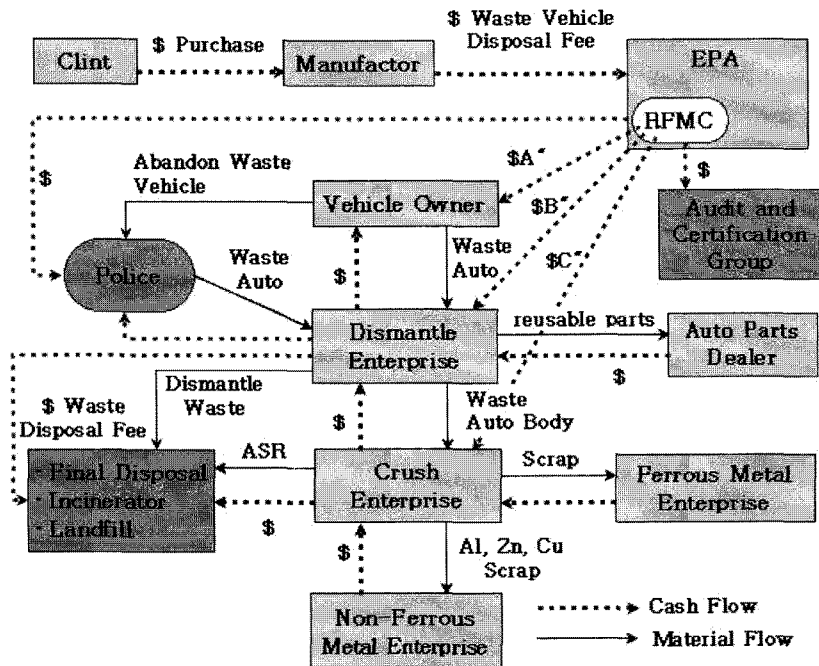 $ Waste Vehicle
Disposal Fee
$ Purchase
Clint
Manufactor
EPA
RFMC
$
$A*
Abandon Waste
Vehicle
$
Vehicle Owner
$B*
Audit and
Certification
Group
Police
Waste
Auto
Waste
Auto
$C*
$
Dismantle
Enterprise
reusable parts
Auto Parts
Dealer
$
Dismantle
Waste
$ Waste
Disposal Fee
$
Waste
Auto Body
ASR
Scrap
· Final Disposal
· Incinerator
· Landfill
Crush
Enterprise
Ferrous Metal
Enterprise
$
$
Al, Zn, Cu
Scrap
Non-Ferrous
Metal Enterprise
Cash Flow
Material Flow